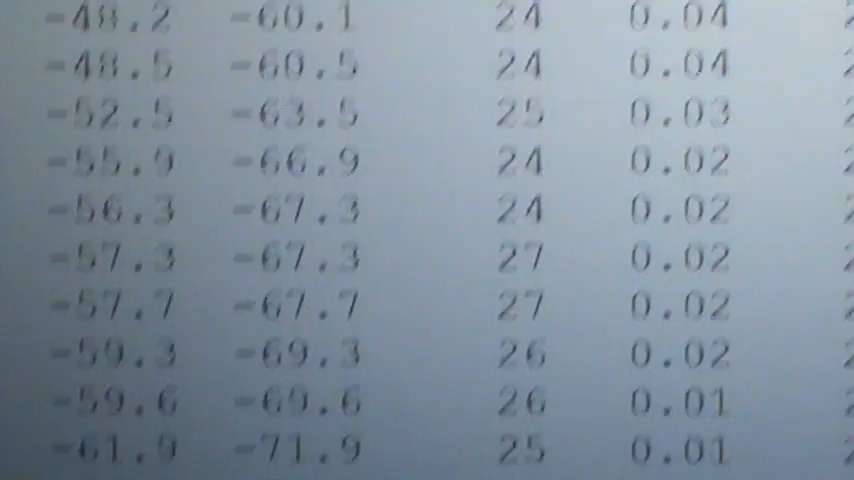 -48.2 -60.1 24 0.04
-48.5 -60.5 24 0.04
-52.5 -63.5 25 0.03
-55.9 -66.9 24 0.02
-56.3 -67.3 24 0.02
-57.3 -67.3 27 0.02
-57.7 -67.7 27 0.02
-59.3 -69.3 26 0.02
-59.6 -69.6 26 0.01
-61.9 -71.9 25 0.01